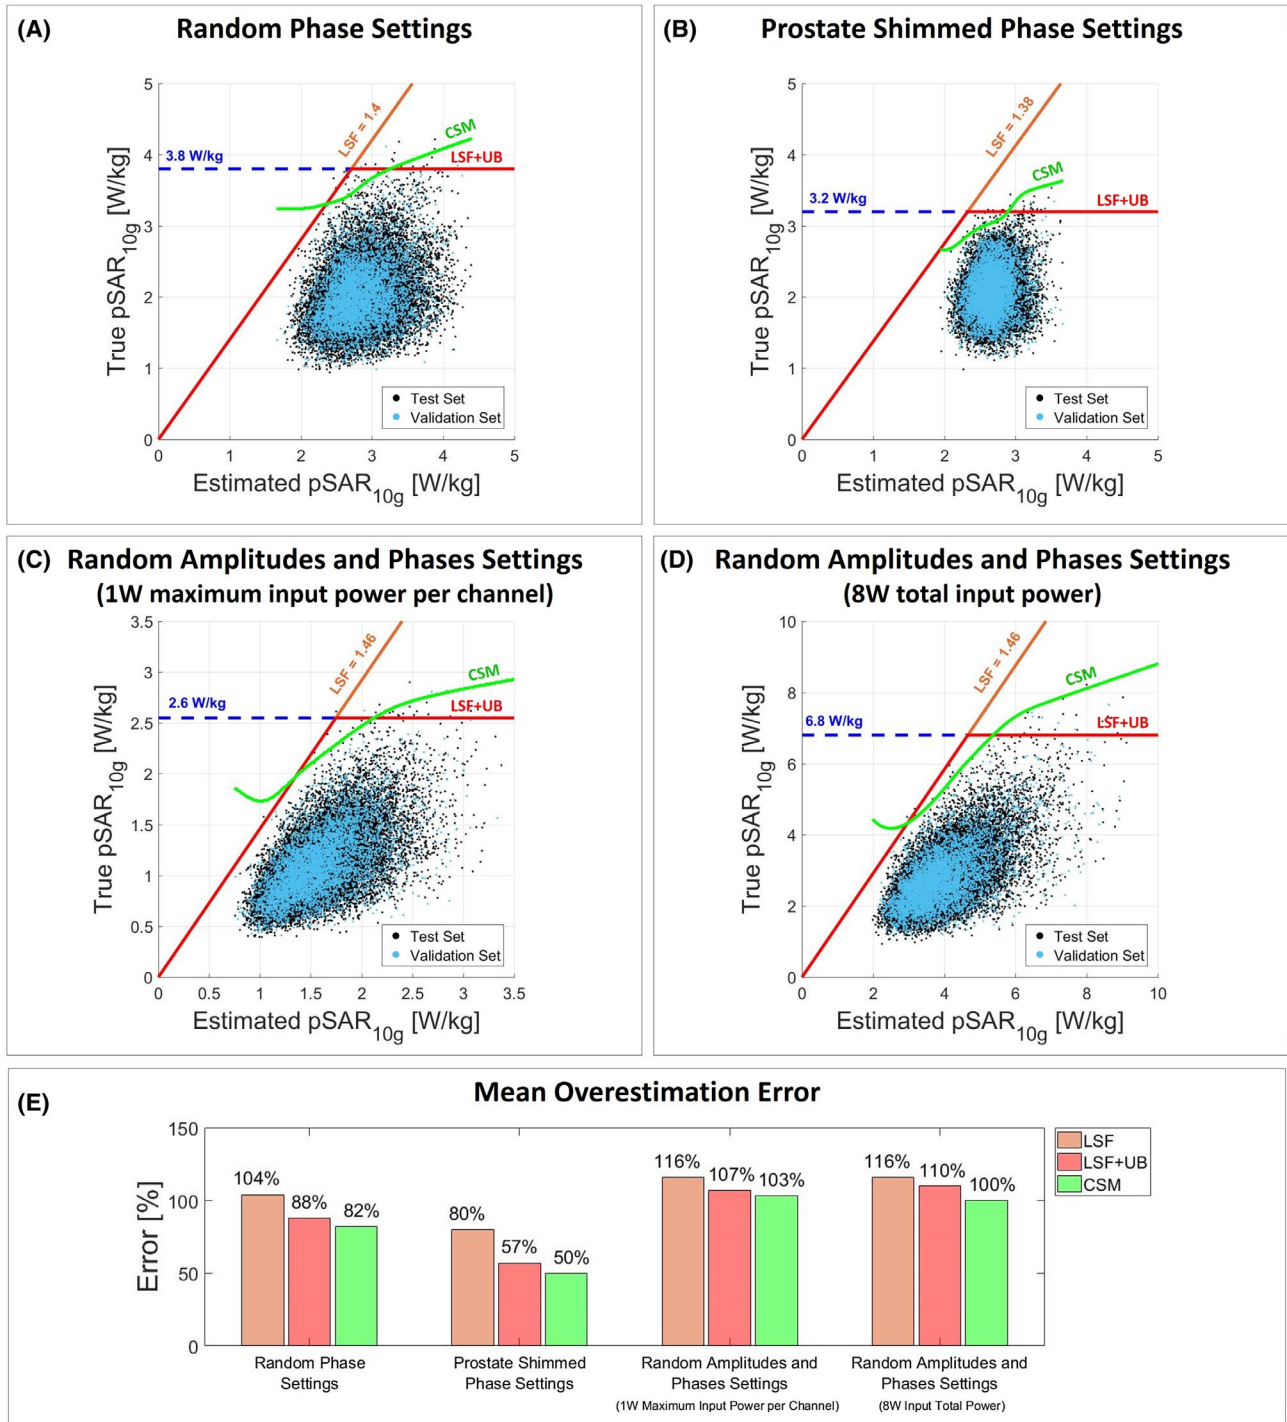 (A) Random Phase Settings
5
4
3
2
1
0
0 1 2 3 4 5
True pSAR10g [W/kg]
Estimated pSAR10g [W/kg]
3.8 W/kg
LSF = 1.4
CSM
LSF+UB
Test Set
Validation Set
(B) Prostate Shimmed Phase Settings
5
4
3
2
1
0
0 1 2 3 4 5
True pSAR10g [W/kg]
Estimated pSAR10g [W/kg]
3.2 W/kg
LSF = 1.38
CSM
LSF+UB
Test Set
Validation Set
(C) Random Amplitudes and Phases Settings
(1W maximum input power per channel)
3.5
3
2.5
2
1.5
1
0.5
0
0 0.5 1 1.5 2 2.5 3 3.5
True pSAR10g [W/kg]
Estimated pSAR10g [W/kg]
2.6 W/kg
LSF = 1.46
CSM
LSF+UB
Test Set
Validation Set
(D) Random Amplitudes and Phases Settings
(8W total input power)
10
8
6
4
2
0
0 2 4 6 8 10
True pSAR10g [W/kg]
Estimated pSAR10g [W/kg]
6.8 W/kg
LSF = 1.46
CSM
LSF+UB
Test Set
Validation Set
(E) Mean Overestimation Error
150
100
50
0
Error [%]
104% 88% 82%
80% 57% 50%
116% 107% 103%
116% 110% 100%
LSF
LSF+UB
CSM
Random Phase
Settings
Prostate Shimmed
Phase Settings
Random Amplitudes and
Phases Settings
(1W Maximum Input Power per Channel)
Random Amplitudes and
Phases Settings
(8W Input Total Power)